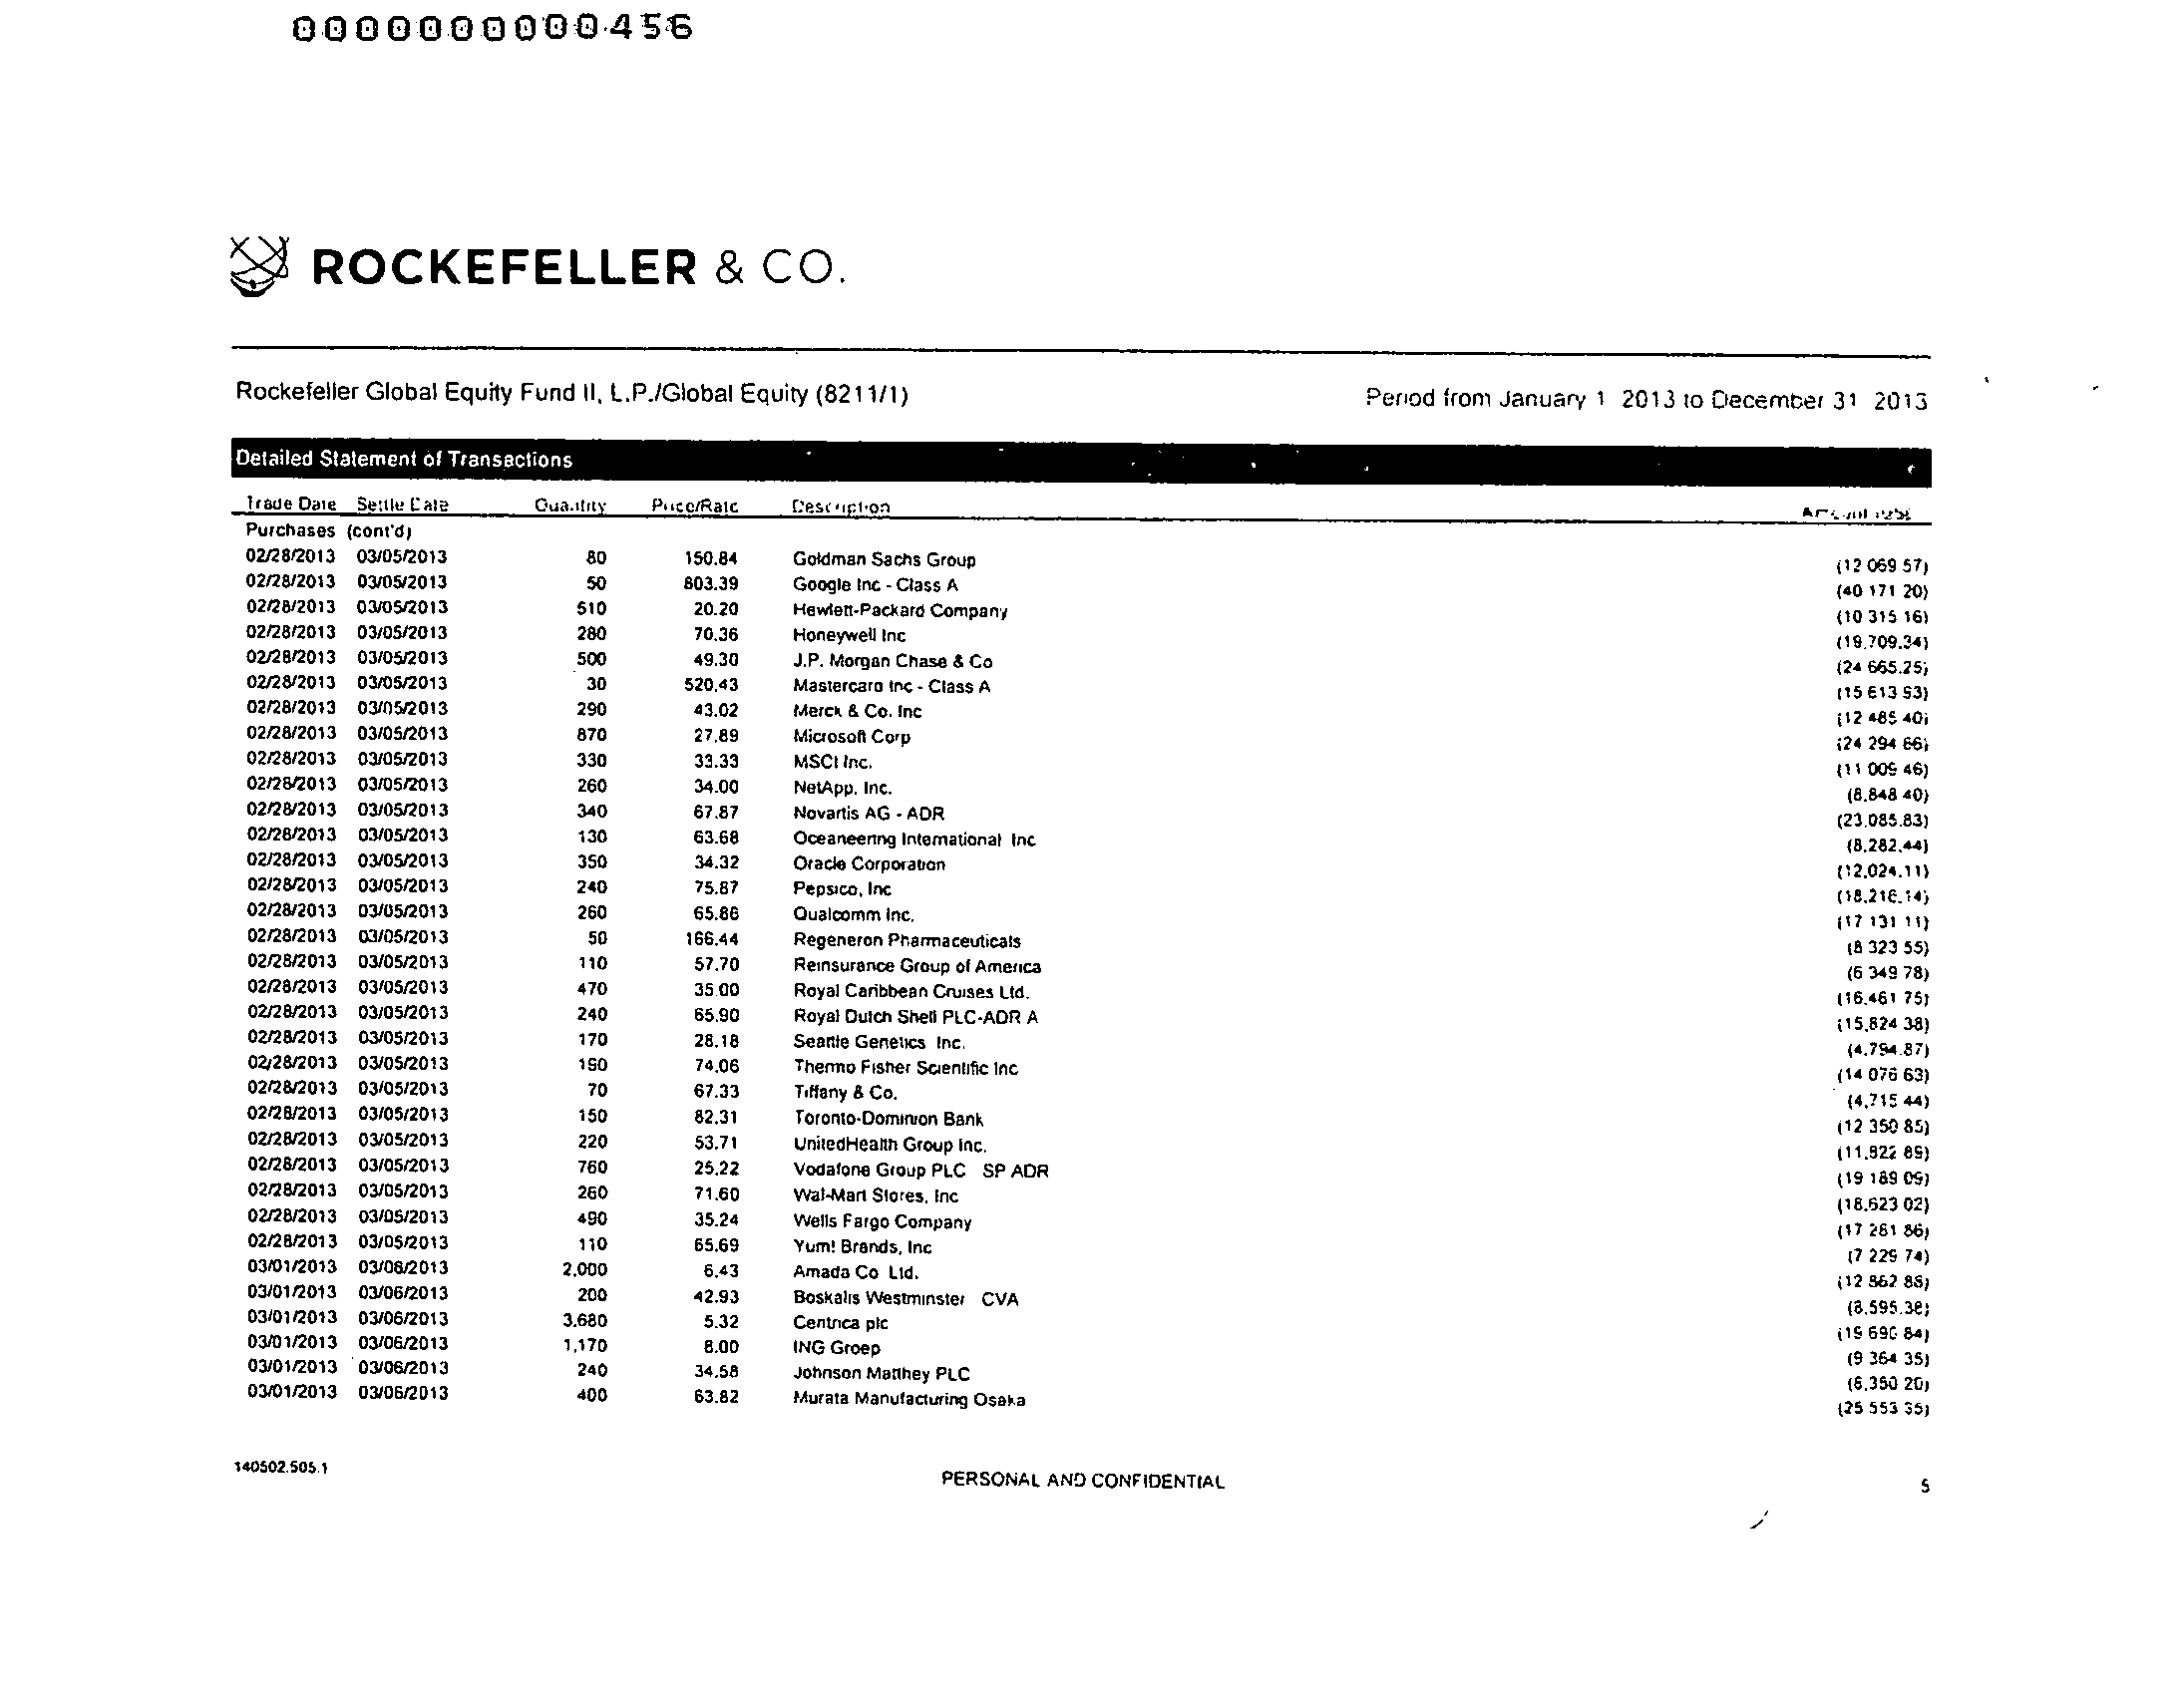 0000000000456
ROCKEFELLER & CO.
Rockefeller Global Equity Fund II, L.P./Global Equity (8211/1) Period from January 1 2013 to December 31 2013
Detailed Statement of Transactions
Trade Date Settle Date Quantity Price/Rate Description
Purchases (cont'd)
02/28/2013 03/05/2013 80 150.84 Goldman Sachs Group (12 069 57)
02/28/2013 03/05/2013 50 803.39 Google Inc - Class A (40 171 20)
02/28/2013 03/05/2013 510 20.20 Hewlett-Packard Company (10 315 16)
02/28/2013 03/05/2013 280 70.36 Honeywell Inc (19.709.34)
02/28/2013 03/05/2013 500 49.30 J.P. Morgan Chase & Co (24 665.25)
02/28/2013 03/05/2013 30 520.43 Mastercard Inc - Class A (15 613 93)
02/28/2013 03/05/2013 290 43.02 Merck & Co. Inc (12 485 40)
02/28/2013 03/05/2013 870 27.89 Microsoft Corp (24 294 66)
02/28/2013 03/05/2013 330 33.33 MSCI Inc. (11 009 46)
02/28/2013 03/05/2013 260 34.00 NetApp, Inc. (8.848 40)
02/28/2013 03/05/2013 340 67.87 Novartis AG - ADR (23.085.83)
02/28/2013 03/05/2013 130 63.68 Oceaneering International Inc (8.282.44)
02/28/2013 03/05/2013 350 34.32 Oracle Corporation (12,024.11)
02/28/2013 03/05/2013 240 75.87 Pepsico, Inc (18.216.14)
02/28/2013 03/05/2013 260 65.86 Qualcomm Inc. (17 131 11)
02/28/2013 03/05/2013 50 166.44 Regeneron Pharmaceuticals (8 323 55)
02/28/2013 03/05/2013 110 57.70 Reinsurance Group of America (6 349 78)
02/28/2013 03/05/2013 470 35.00 Royal Caribbean Cruises Ltd. (16.461 75)
02/28/2013 03/05/2013 240 65.90 Royal Dutch Shell PLC-ADR A (15,824 38)
02/28/2013 03/05/2013 170 28.18 Seattle Genetics Inc. (4.794.87)
02/28/2013 03/05/2013 190 74.06 Thermo Fisher Scientific Inc (14 076 63)
02/28/2013 03/05/2013 70 67.33 Tiffany & Co. (4,715 44)
02/28/2013 03/05/2013 150 82.31 Toronto-Dominion Bank (12 350 85)
02/28/2013 03/05/2013 220 53.71 UnitedHealth Group Inc. (11,822 89)
02/28/2013 03/05/2013 760 25.22 Vodafone Group PLC SP ADR (19 189 09)
02/28/2013 03/05/2013 260 71.60 Wal-Mart Stores, Inc (18,623 02)
02/28/2013 03/05/2013 490 35.24 Wells Fargo Company (17 281 86)
02/28/2013 03/05/2013 110 65.69 Yum! Brands, Inc (7 229 74)
03/01/2013 03/06/2013 2,000 6.43 Amada Co Ltd. (12 862 88)
03/01/2013 03/06/2013 200 42.93 Boskalis Westminster CVA (8,595.38)
03/01/2013 03/06/2013 3,680 5.32 Centrica plc (19 690 84)
03/01/2013 03/06/2013 1,170 8.00 ING Groep (9 364 35)
03/01/2013 03/06/2013 240 34.58 Johnson Matthey PLC
03/01/2013 03/06/2013 400 63.82 Murata Manufacturing Osaka (25 553 35)
140502.505.1 PERSONAL AND CONFIDENTIAL 5